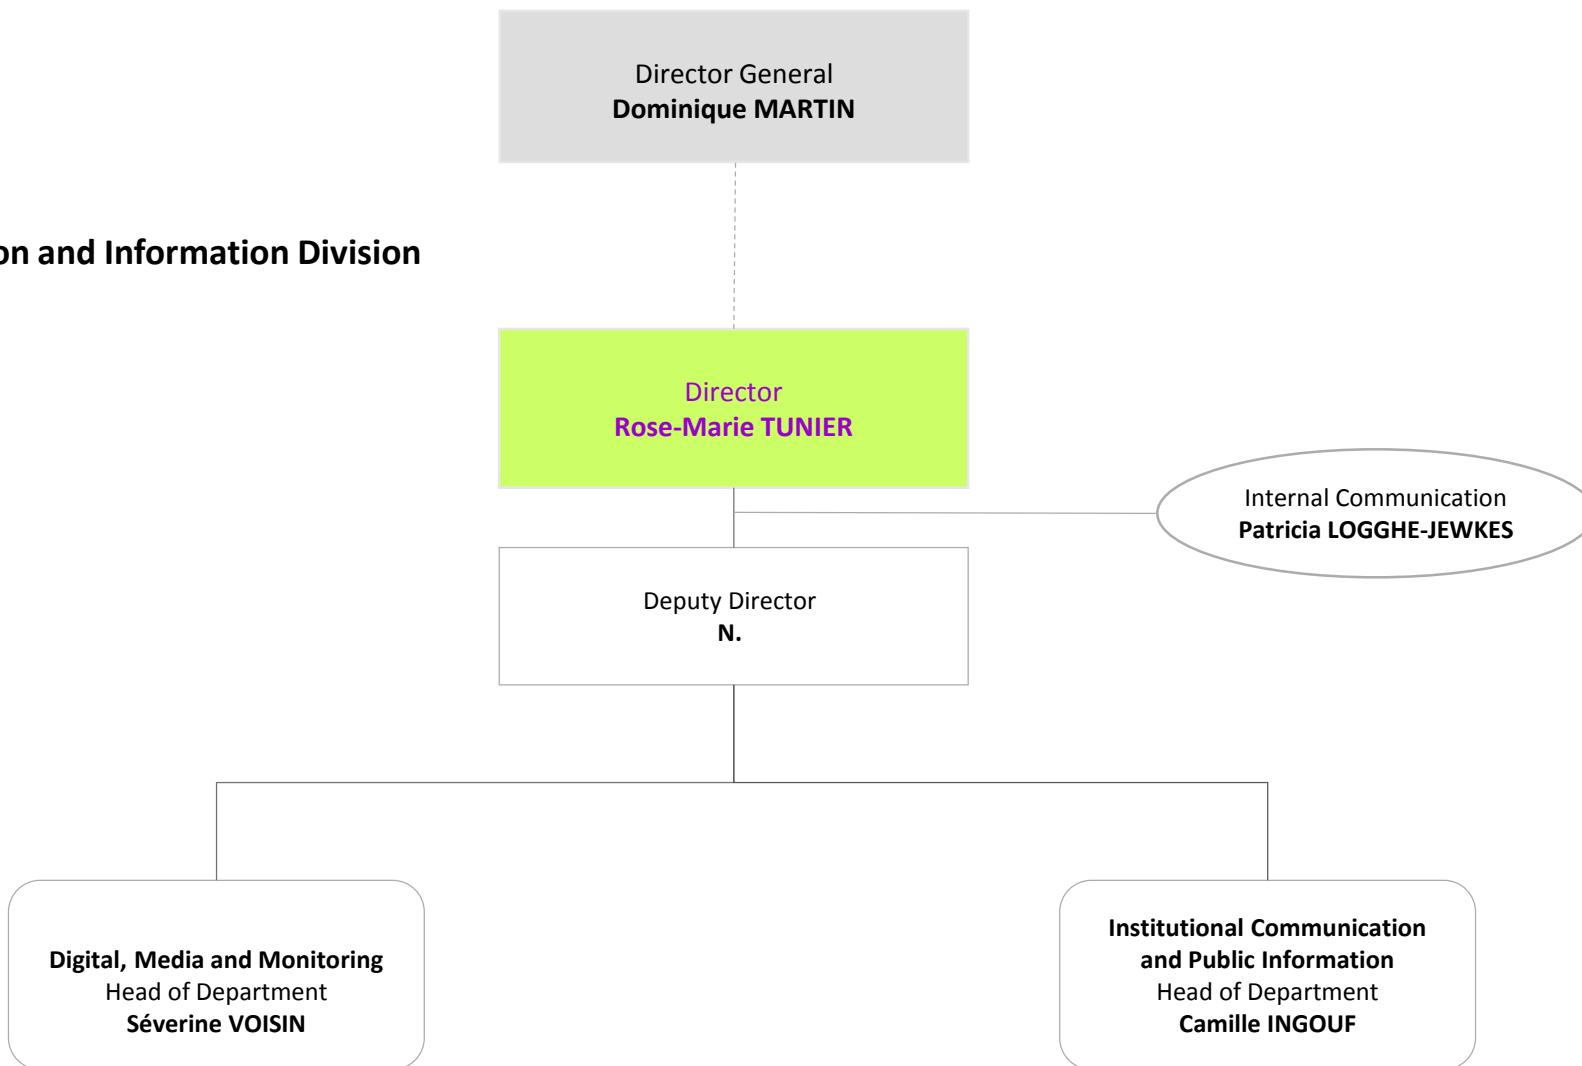 Director General
Dominique MARTIN
on and Information Division
Director
Rose-Marie TUNIER
Internal Communication
Patricia LOGGHE-JEWKES
Deputy Director
N.
Digital, Media and Monitoring
Head of Department
Séverine VOISIN
Institutional Communication
and Public Information
Head of Department
Camille INGOUF